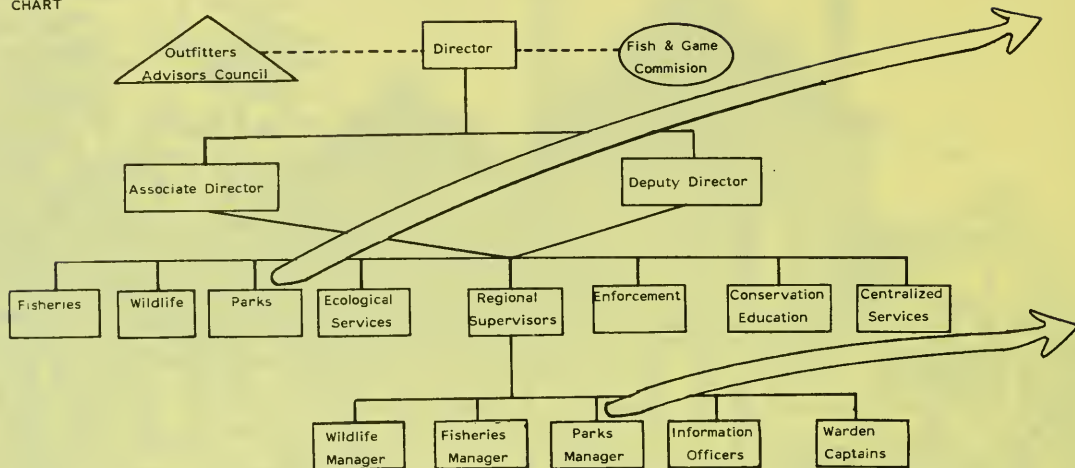 CHART
Outfitters
Advisors Council
Director
Fish & Game
Commision
Associate Director
Deputy Director
Fisheries
Wildlife
Parks
Ecological
Services
Regional
Supervisors
Enforcement
Conservation
Education
Centralized
Services
Wildlife
Manager
Fisheries
Manager
Parks
Manager
Information
Officers
Warden
Captains